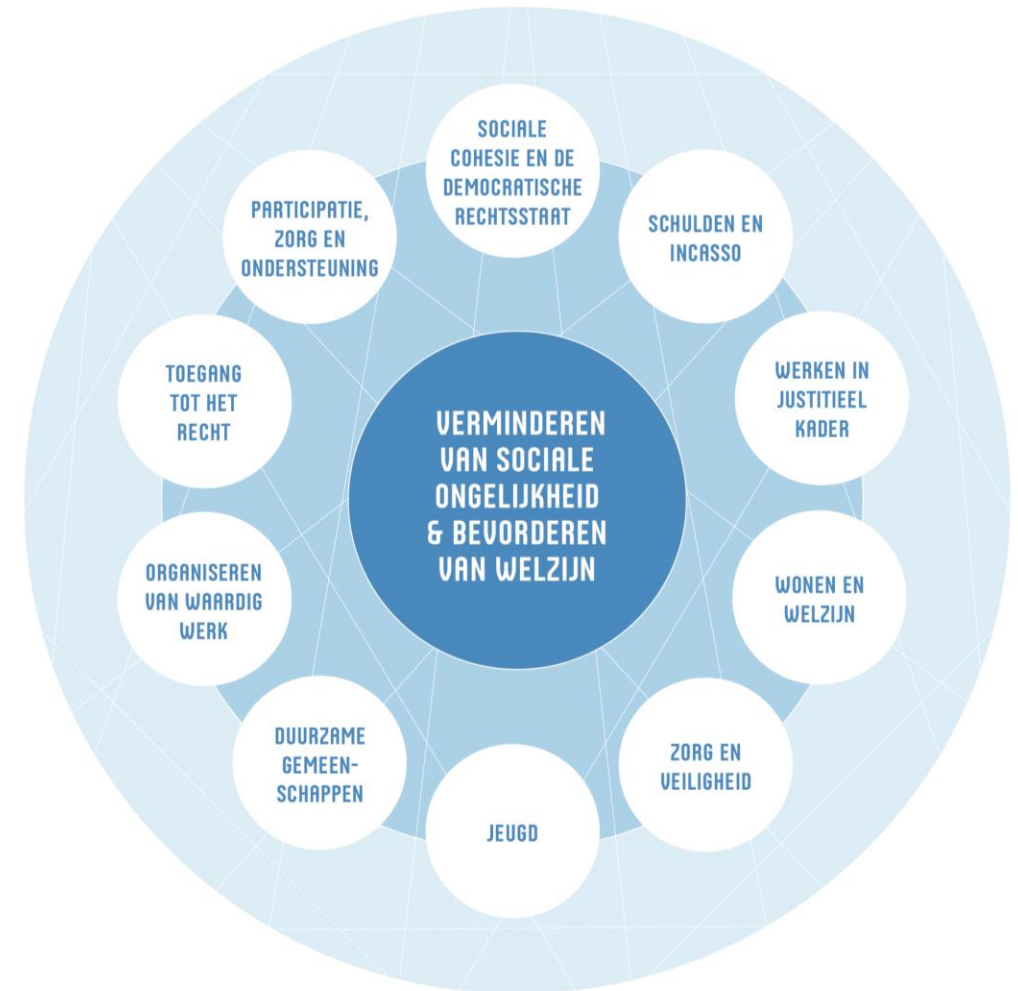 SOCIALE
COHESIE EN DE
DEMOCRATISCHE
RECHTSSTAAT
SCHULDEN EN
INCASSO
WERKEN IN
JUSTITIEEL
KADER
WONEN EN
WELZIJN
ZORG EN
VEILIGHEID
JEUGD
DUURZAME
GEMEEN-
SCHAPPEN
ORGANISEREN
VAN WAARDIG
WERK
TOEGANG
TOT HET
RECHT
PARTICIPATIE,
ZORG EN
ONDERSTEUNING
VERMINDEREN
VAN SOCIALE
ONGELIJKHEID
& BEVORDEREN
VAN WELZIJN